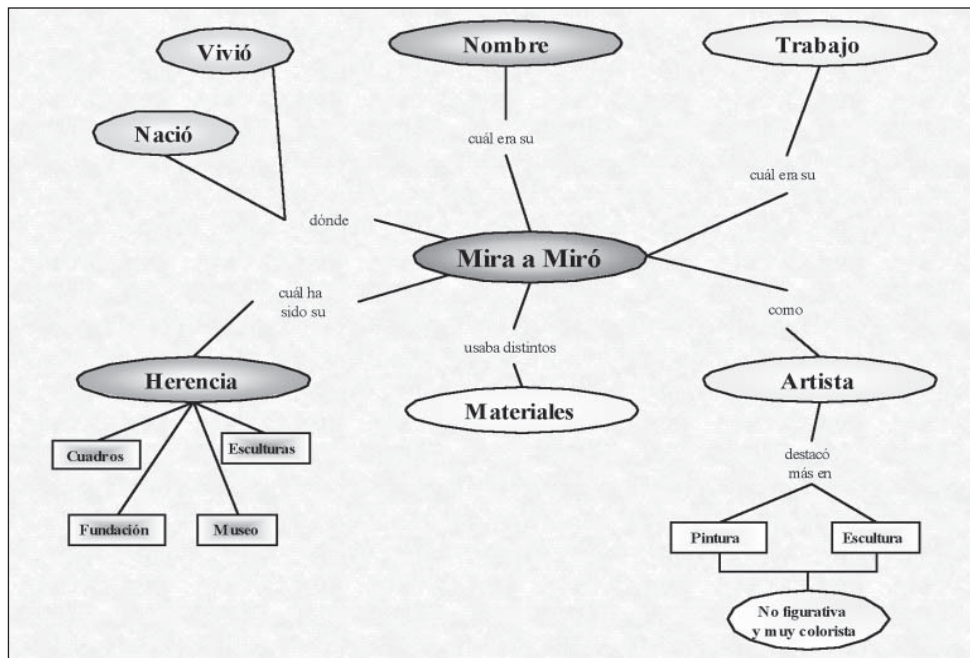 Vivió
Nombre
Trabajo
Nació
cuál era su
cuál era su
dónde
Mira a Miró
cuál ha
sido su
como
usaba distintos
Herencia
Artista
Materiales
Cuadros
Esculturas
destacó
más en
Fundación
Museo
Pintura
Escultura
No figurativa
y muy colorista